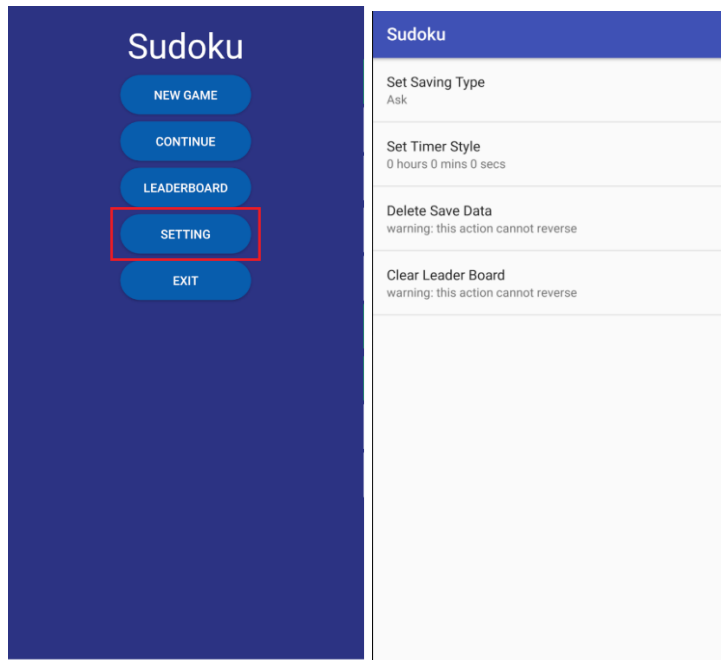 Sudoku
NEW GAME
CONTINUE
LEADERBOARD
SETTING
EXIT
Sudoku
Set Saving Type
Ask
Set Timer Style
0 hours 0 mins 0 secs
Delete Save Data
warning: this action cannot reverse
Clear Leader Board
warning: this action cannot reverse